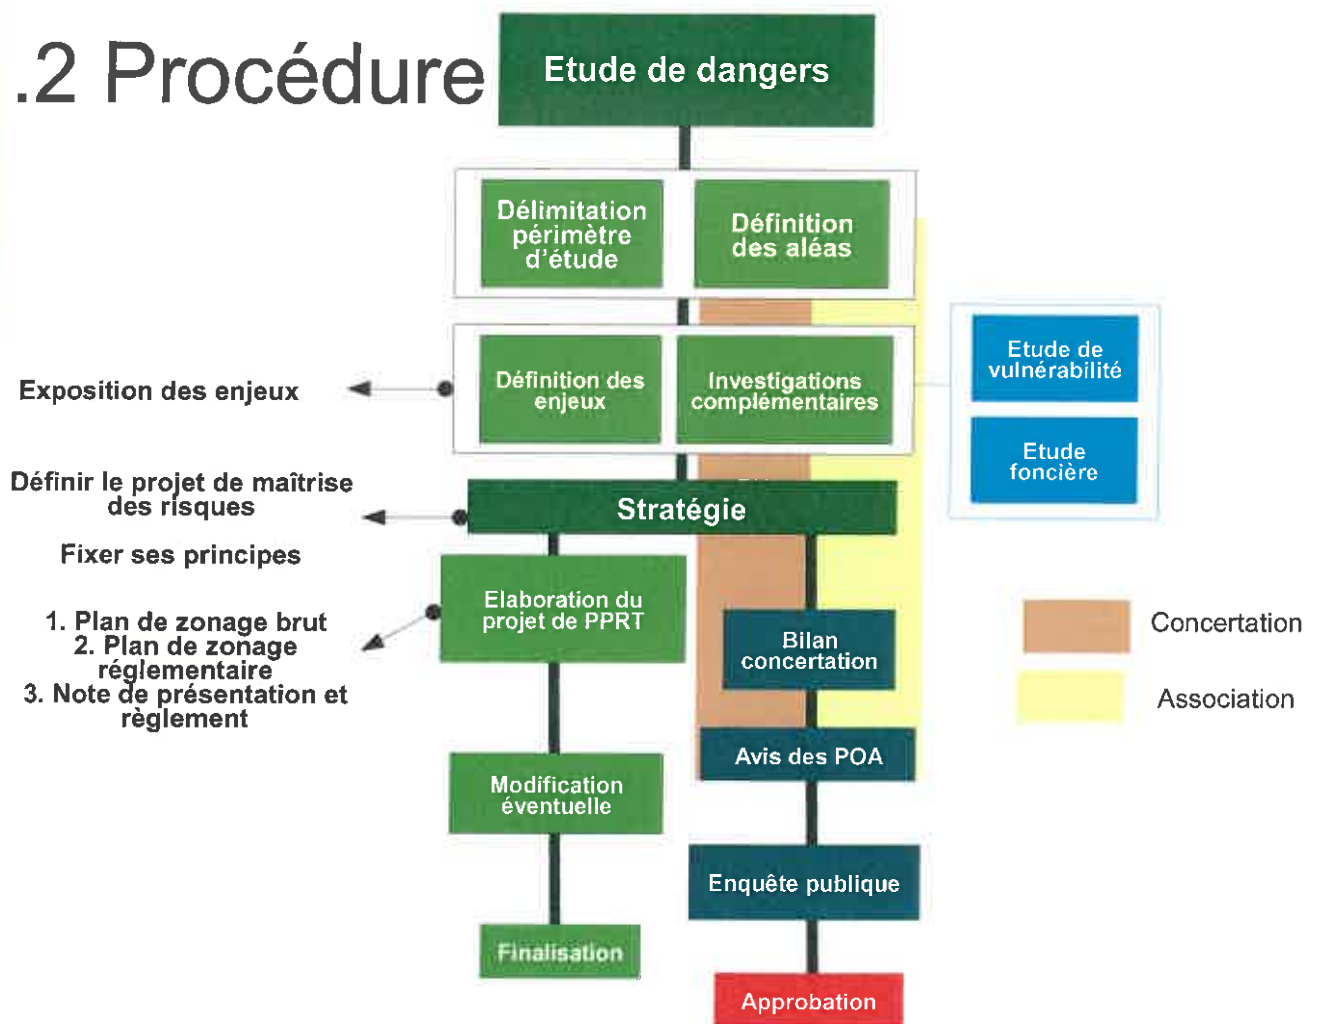 .2 Procédure
Etude de dangers
Délimitation
périmètre
d'étude
Définition
des aléas
Exposition des enjeux
Définition des
enjeux
Investigations
complémentaires
Etude de
vulnérabilité
Etude
foncière
Définir le projet de maîtrise
des risques
Fixer ses principes
Stratégie
1. Plan de zonage brut
2. Plan de zonage
réglementaire
3. Note de présentation et
règlement
Elaboration du
projet de PPRT
Bilan
concertation
Concertation
Association
Avis des POA
Modification
éventuelle
Enquête publique
Finalisation
Approbation